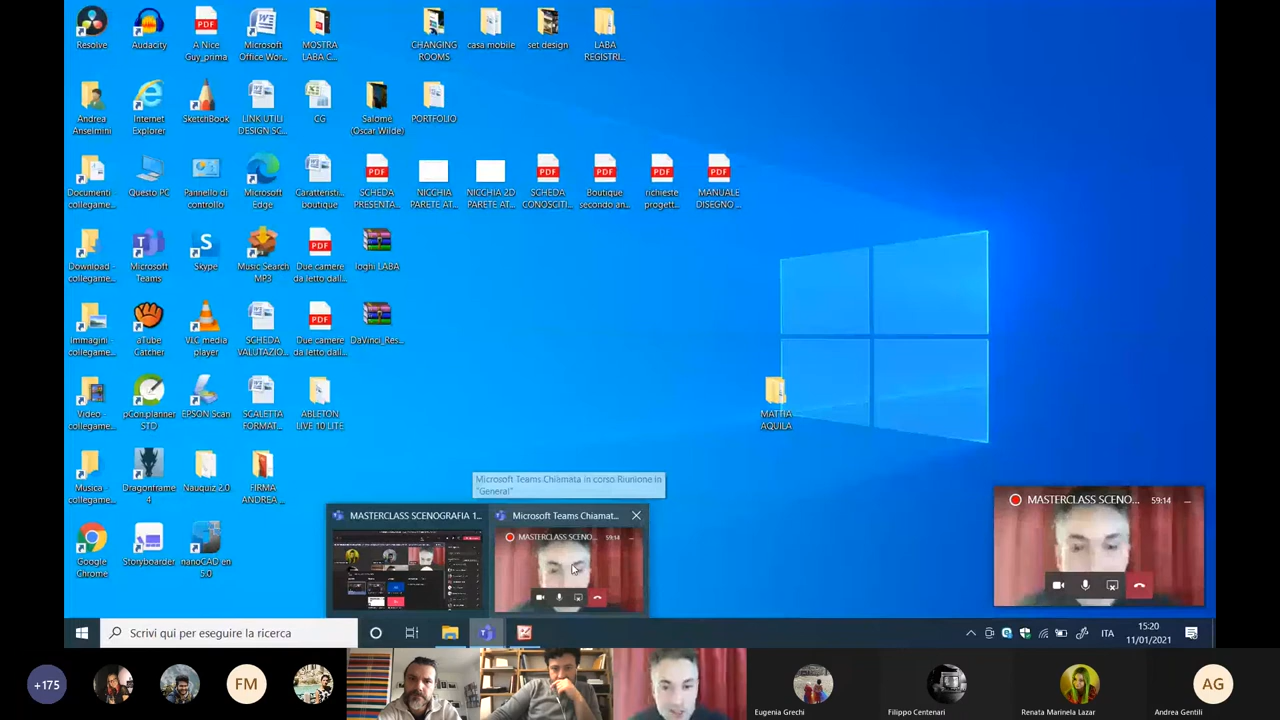 Resolve
Audacity
A Nice
Guy_prima
Microsoft
Office Wor...
MOSTRA
LABA C...
CHANGING
ROOMS
casa mobile
set design
LABA
REGISTRI...
Andrea
Anselmini
Internet
Explorer
SketchBook
LINK UTILI
DESIGN SC...
CG
Salomè
(Oscar Wilde)
PORTFOLIO
Documenti -
collegame...
Questo PC
Pannello di
controllo
Microsoft
Edge
Caratteristi...
boutique
SCHEDA
PRESENTA...
NICCHIA
PARETE AT...
NICCHIA 2D
PARETE AT...
SCHEDA
CONOSCITI...
Boutique
secondo an...
richieste
progett...
MANUALE
DISEGNO ...
Download -
collegame...
Microsoft
Teams
Skype
Music Search
MP3
Due camere
da letto dall...
loghi LABA
Immagini -
collegame...
aTube
Catcher
VLC media
player
SCHEDA
VALUTAZIO...
Due camere
da letto dall...
DaVinci_Res...
Video -
collegame...
pCon.planner
STD
EPSON Scan
SCALETTA
FORMAT...
ABLETON
LIVE 10 LITE
MATTIA
AQUILA
Musica -
collegame...
Dragonframe
4
Nauquiz 2.0
FIRMA
ANDREA ...
Microsoft Teams Chiamata in corso Riunione in
"General"
MASTERCLASS SCENOGRAFIA 1...
Microsoft Teams Chiamat...
MASTERCLASS SCENO...
59:14
MASTERCLASS SCENO...
59:14
Google
Chrome
Storyboarder
nanoCAD en
5.0
Scrivi qui per eseguire la ricerca
ITA
15:20
11/01/2021
+175
FM
AG
Eugenia Grechi
Filippo Centenari
Renata Marinela Lazar
Andrea Gentili